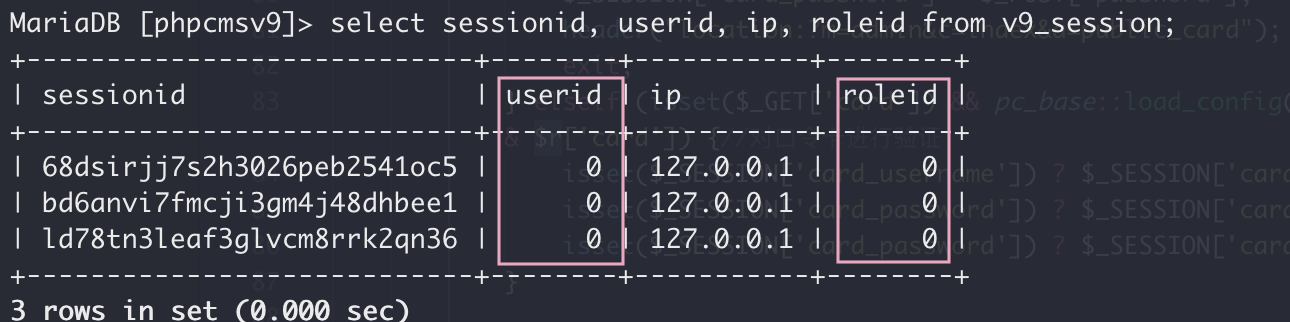 MariaDB [phpcmsv9]> select sessionid, userid, ip, roleid from v9_session;
+----------------------------+--------+-----------+--------+
| sessionid                  | userid | ip        | roleid |
+----------------------------+--------+-----------+--------+
| 68dsirjj7s2h3026peb2541oc5 |      0 | 127.0.0.1 |      0 |
| bd6anvi7fmcji3gm4j48dhbee1 |      0 | 127.0.0.1 |      0 |
| ld78tn3leaf3glvcm8rrk2qn36 |      0 | 127.0.0.1 |      0 |
+----------------------------+--------+-----------+--------+
3 rows in set (0.000 sec)